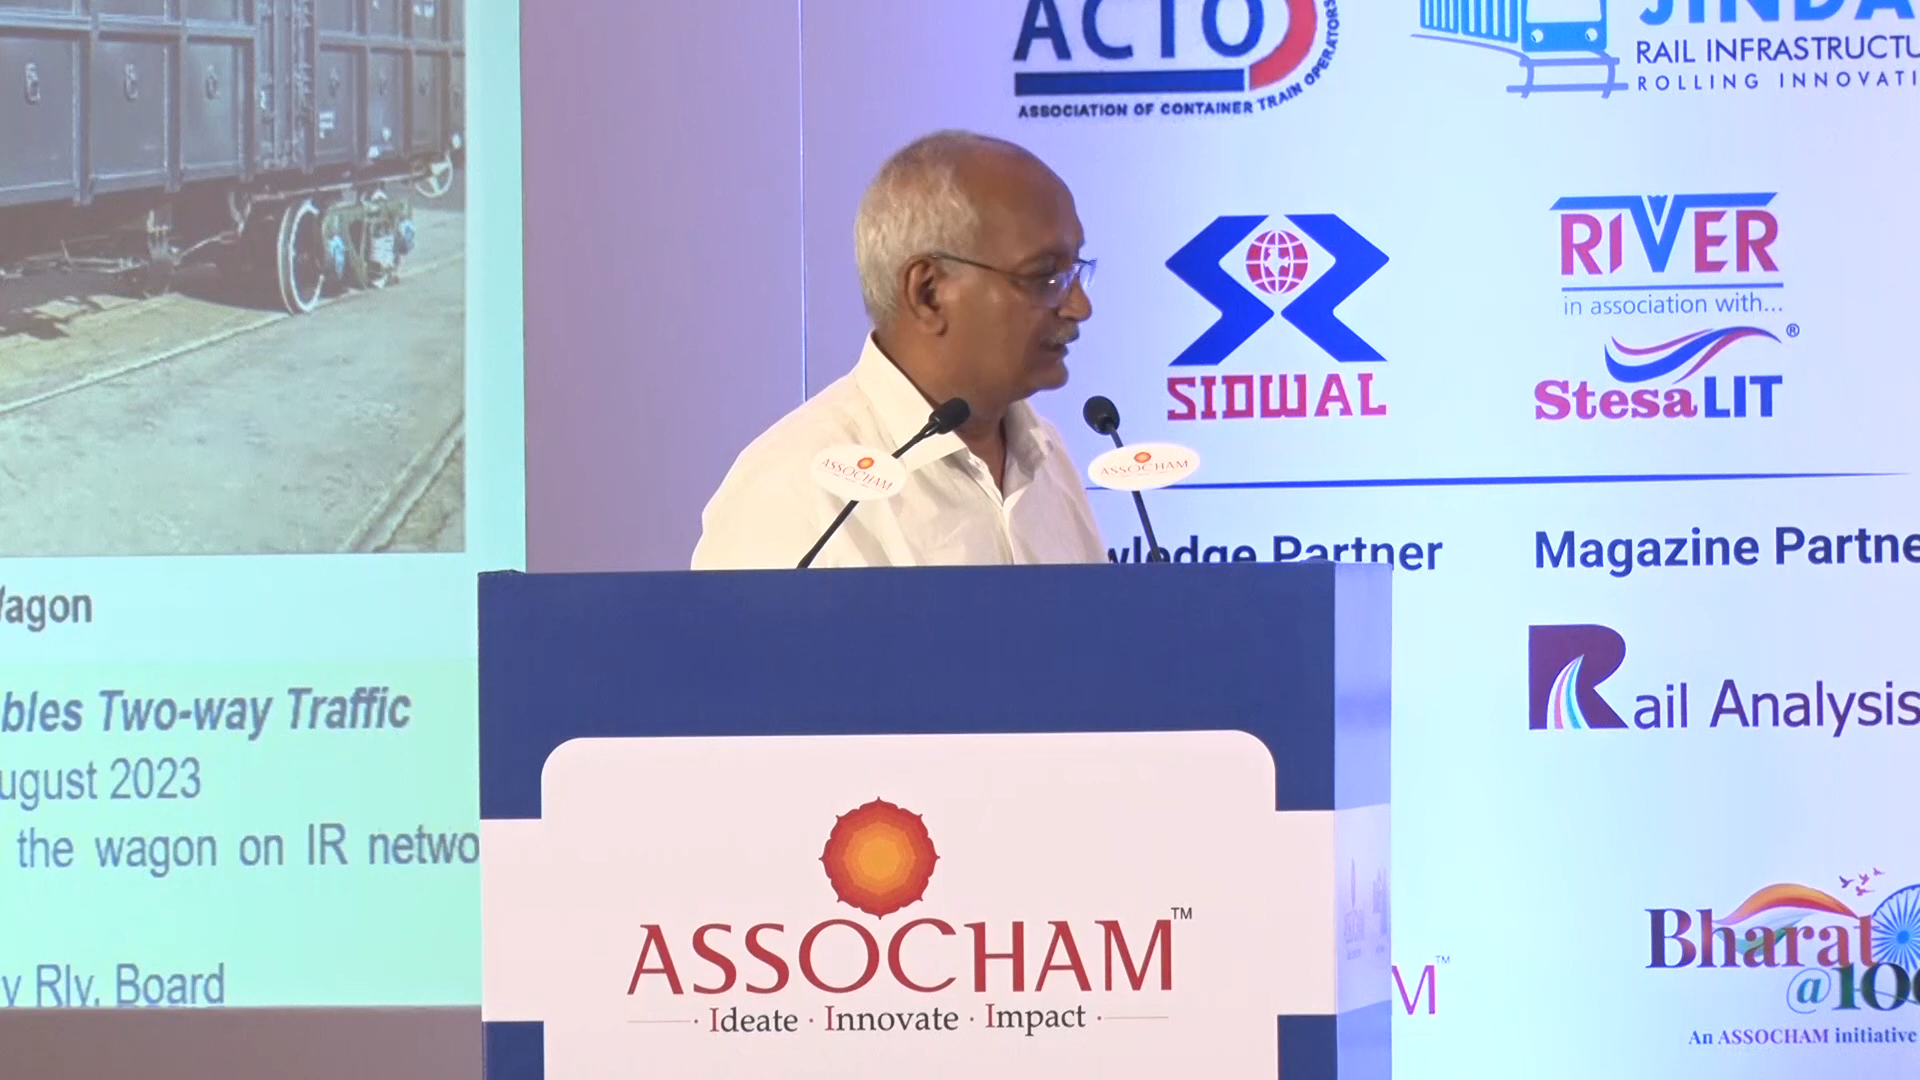 ACTO
ASSOCIATION OF CONTAINER TRAIN OPERATORS
RAIL INFRASTRUCTU
ROLLING INNOVATI
SIDWAL
RIVER
in association with...
StesaLIT®
Partner
Magazine Partne
Rail Analysis
Bharat
@100
An ASSOCHAM initiative
ASSOCHAM
ASSOCHAM
ASSOCHAM™
Ideate · Innovate · Impact
agon
bles Two-way Traffic
ugust 2023
the wagon on IR netwo
y Rly. Board
M™